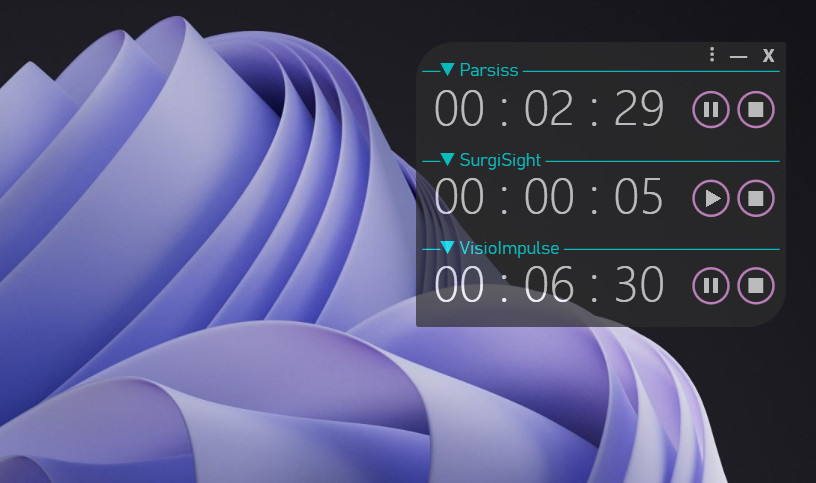 ⋮ — X
Parsiss
00 : 02 : 29
SurgiSight
00 : 00 : 05
VisioImpulse
00 : 06 : 30